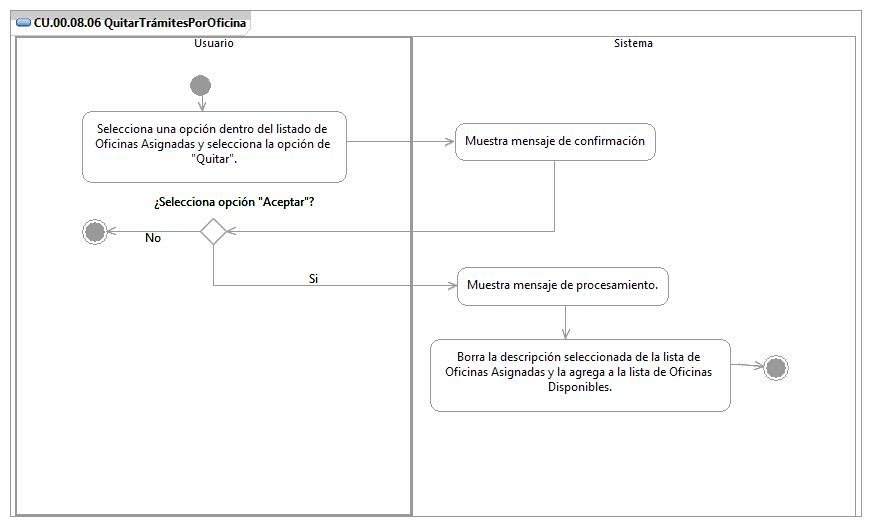 CU.00.08.06 QuitarTrámitesPorOficina
Usuario
Sistema
Selecciona una opción dentro del listado de
Oficinas Asignadas y selecciona la opción de
"Quitar".
Muestra mensaje de confirmación
¿Selecciona opción "Aceptar"?
No
Si
Muestra mensaje de procesamiento.
Borra la descripción seleccionada de la lista de
Oficinas Asignadas y la agrega a la lista de Oficinas
Disponibles.